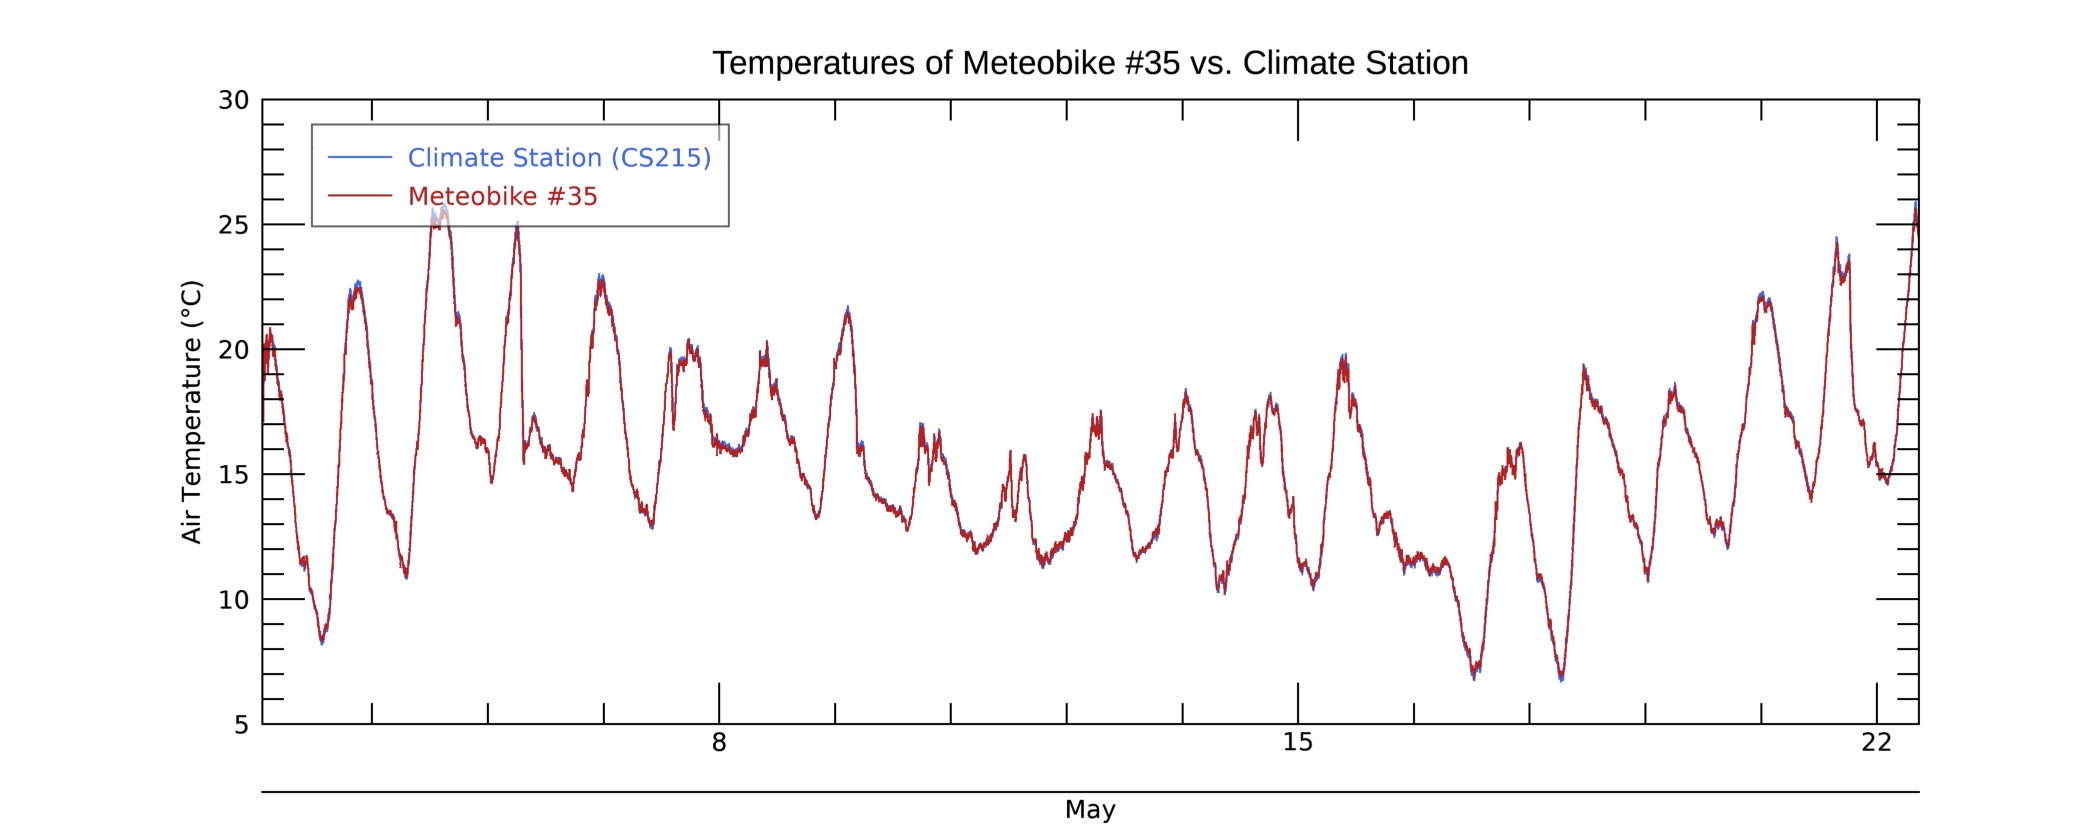 Temperatures of Meteobike #35 vs. Climate Station
30
25
20
15
10
5
Air Temperature (°C)
Climate Station (CS215)
Meteobike #35
8 15 22
May